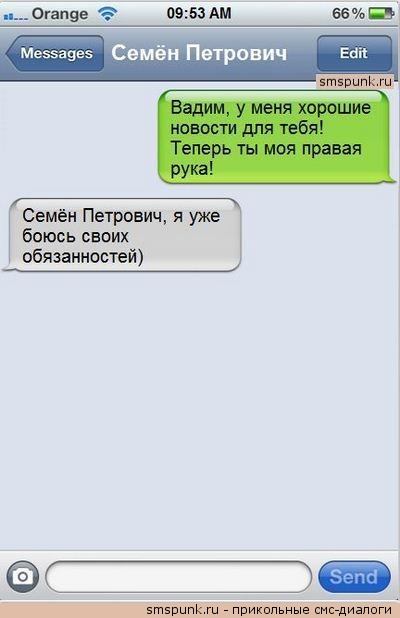 Orange 09:53 AM 66%
Messages Семён Петрович Edit
smspunk.ru
Вадим, у меня хорошие
новости для тебя!
Теперь ты моя правая
рука!
Семён Петрович, я уже
боюсь своих
обязанностей)
Send
smspunk.ru - прикольные смс-диалоги